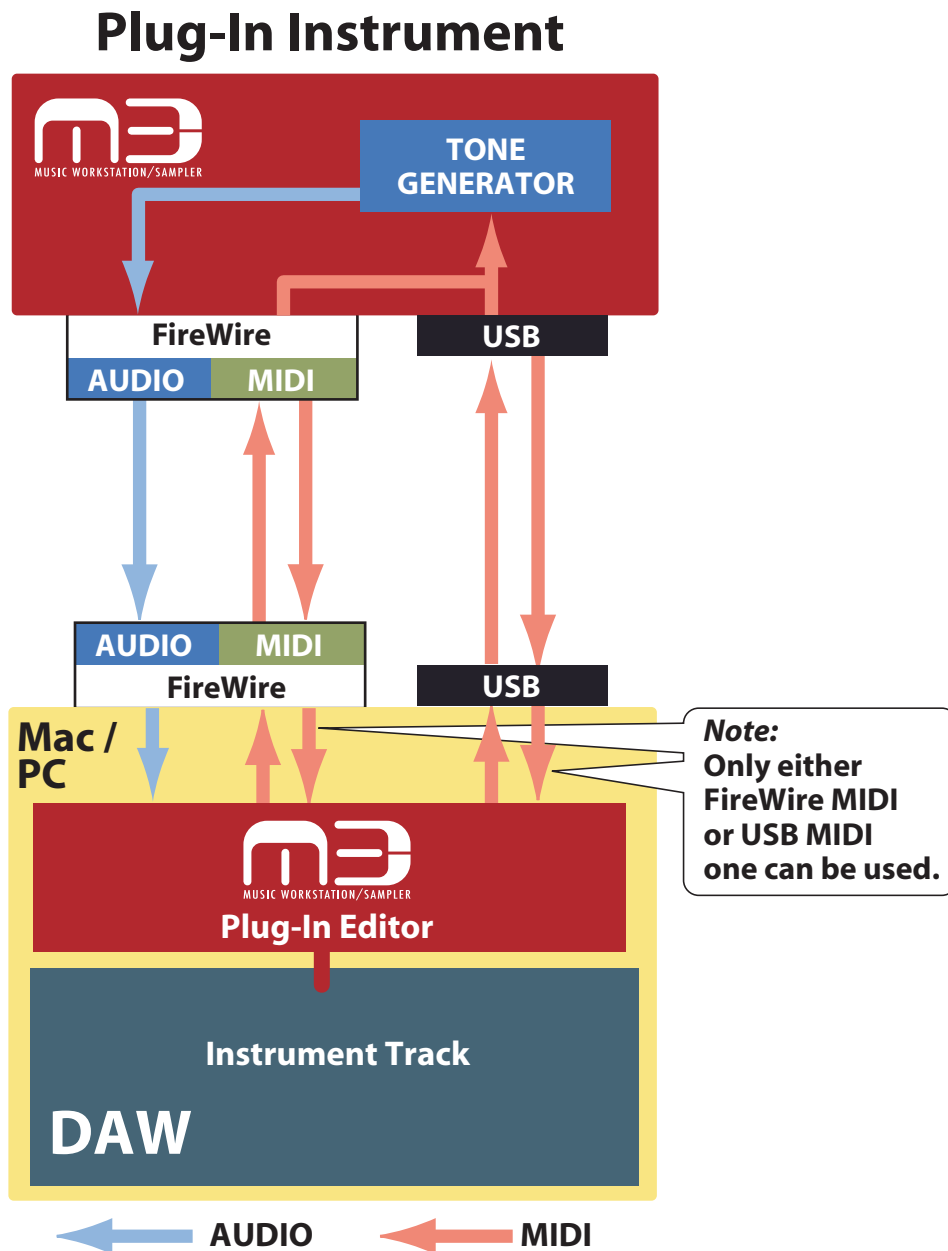 Plug-In Instrument
M3
MUSIC WORKSTATION/SAMPLER
TONE
GENERATOR
FireWire
AUDIO MIDI
USB
AUDIO MIDI
FireWire
USB
Mac /
PC
Note:
Only either
FireWire MIDI
or USB MIDI
one can be used.
M3
MUSIC WORKSTATION/SAMPLER
Plug-In Editor
Instrument Track
DAW
AUDIO MIDI